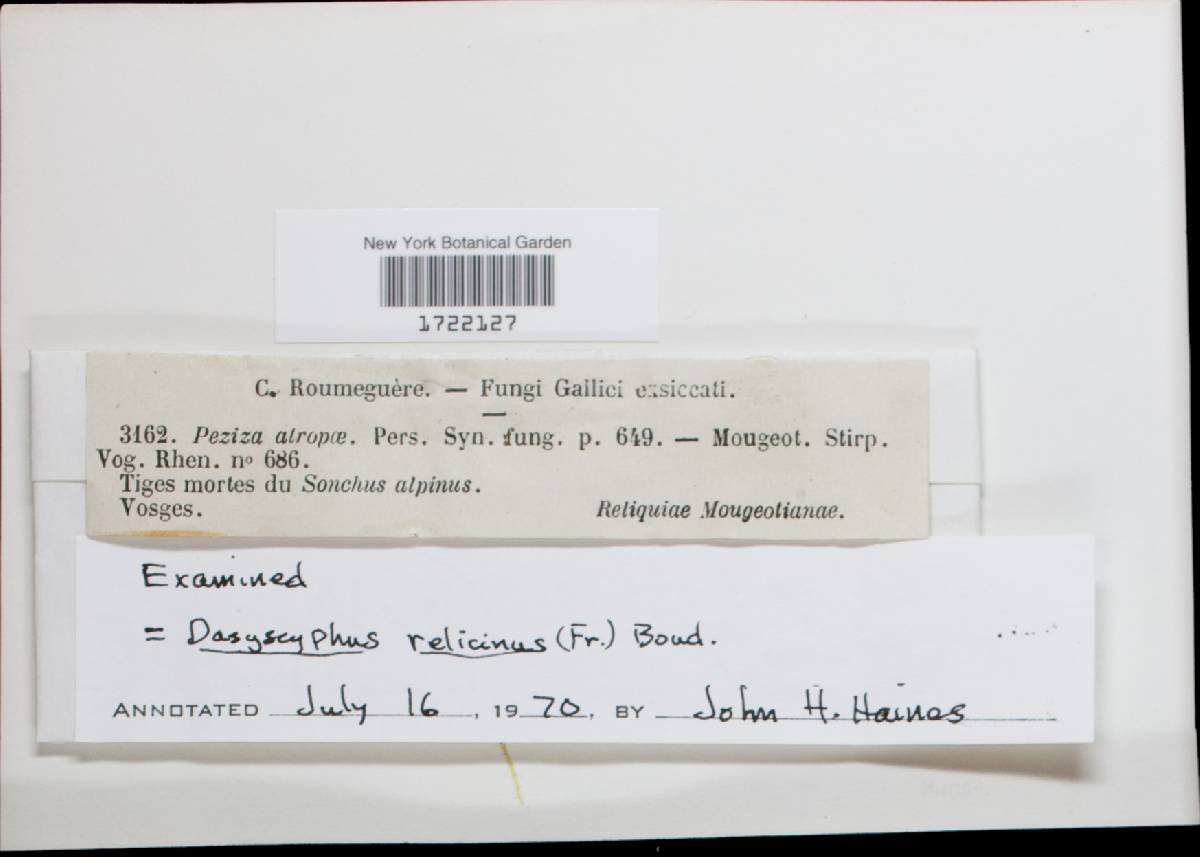 New York Botanical Garden
1722127
C. Roumeguère. — Fungi Gallici exsiccati.
3162. Peziza atropæ. Pers. Syn. fung. p. 649. — Mougeot. Stirp.
Vog. Rhen. nº 686.
Tiges mortes du Sonchus alpinus.
Vosges. Reliquiae Mougeotianae.
Examined
= Dasyscyphus relicinus (Fr.) Boud.
ANNOTATED July 16, 1970, BY John H. Haines